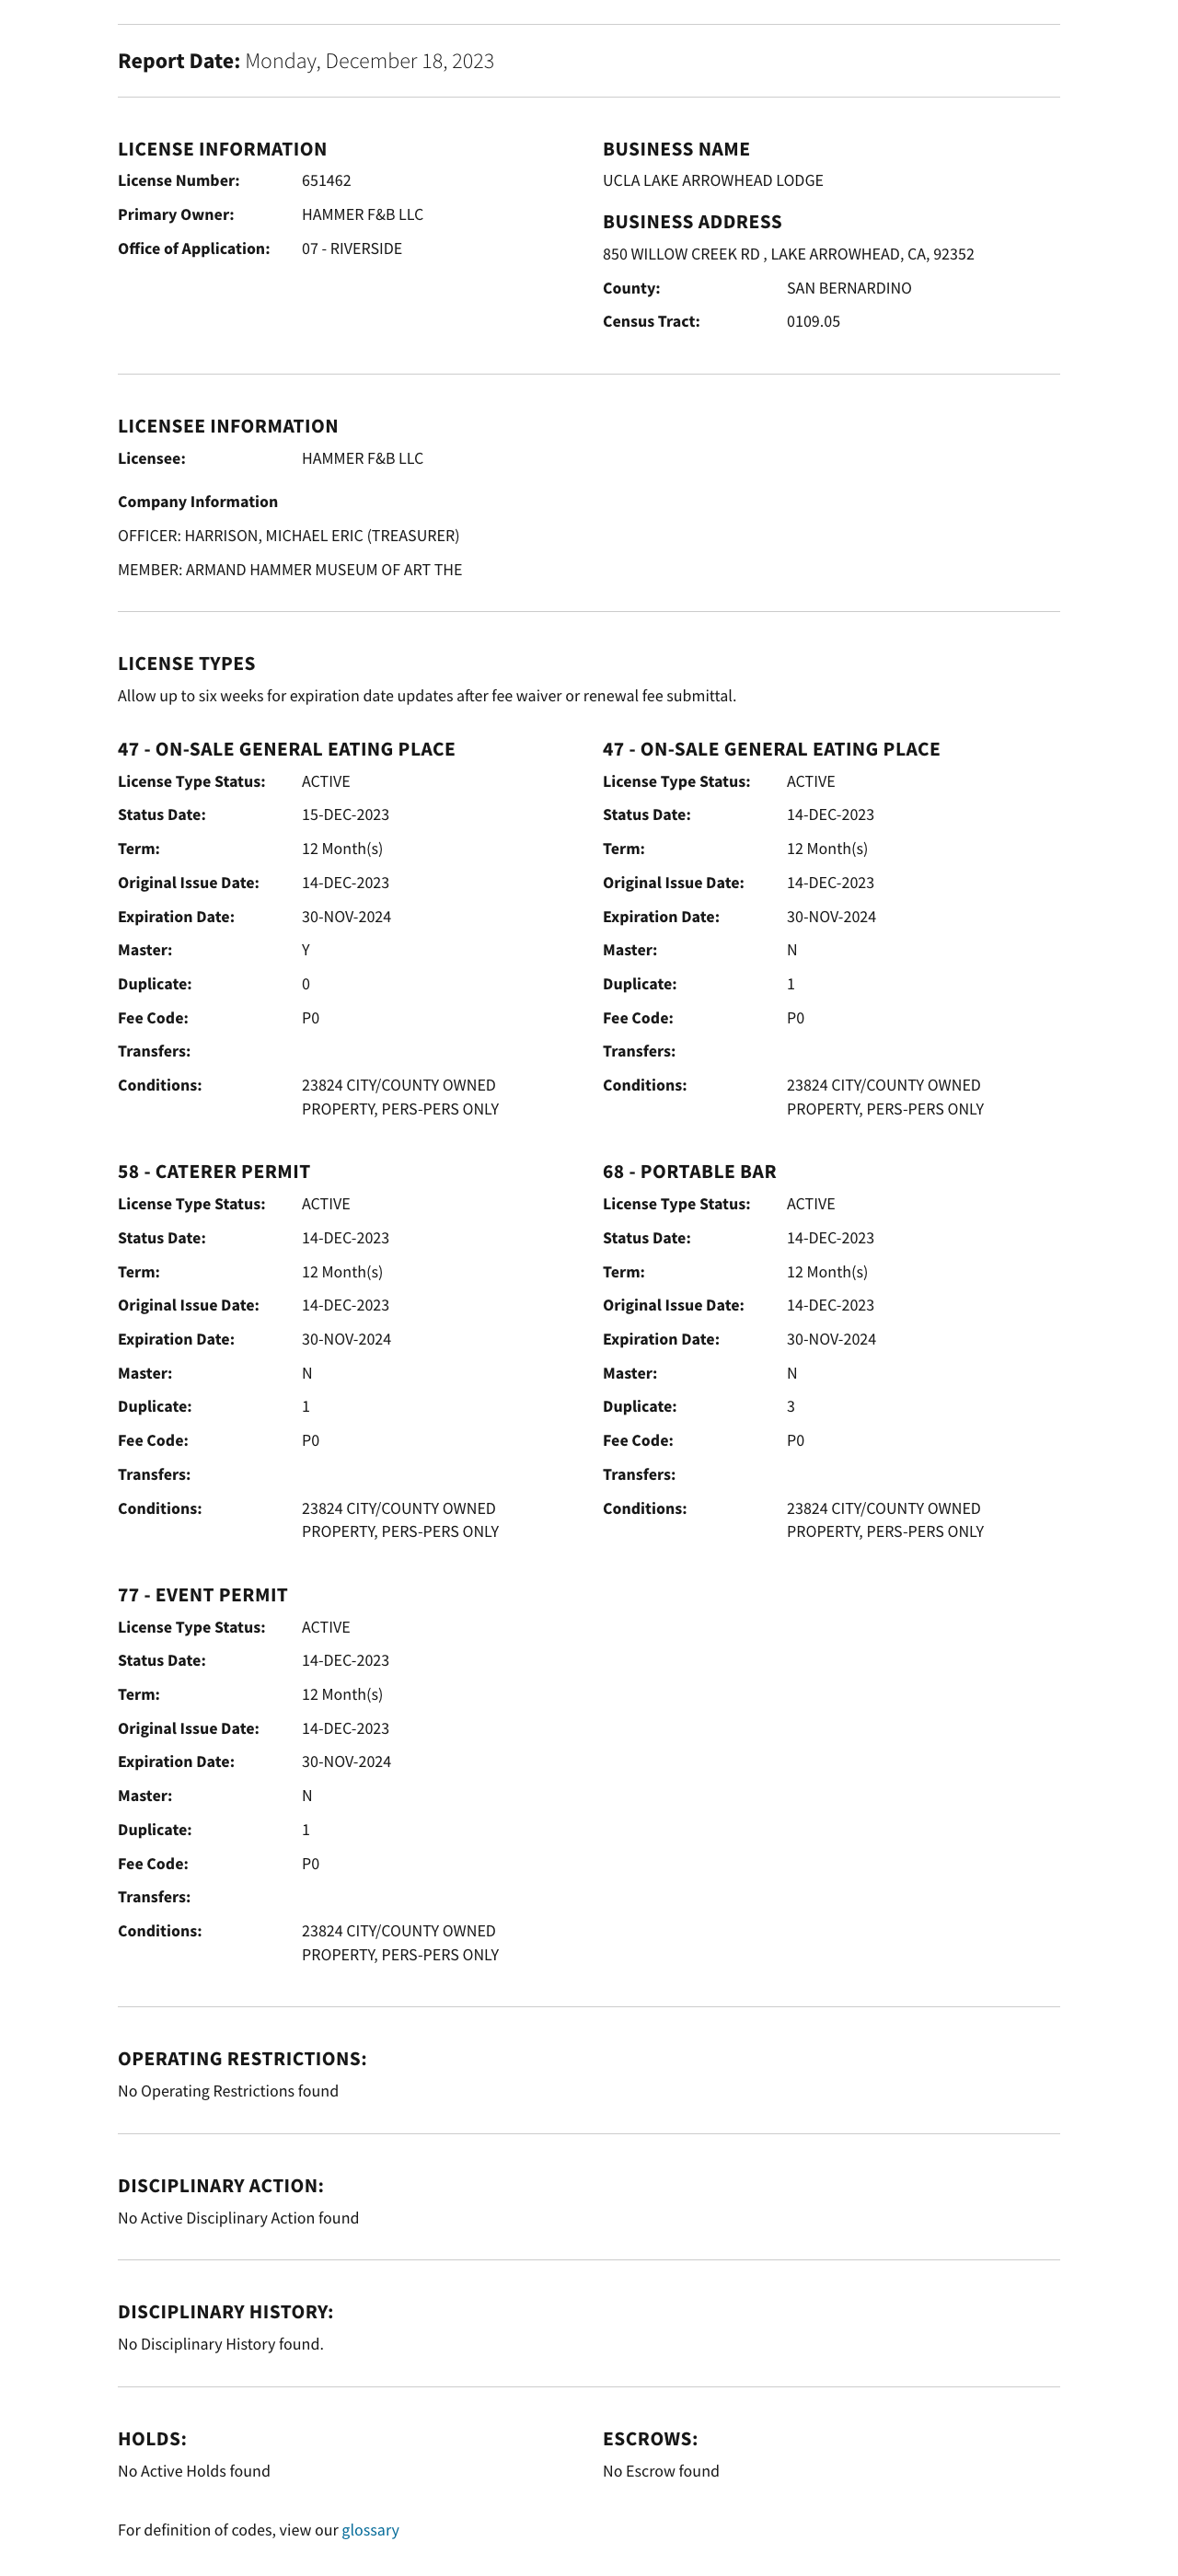 Report Date: Monday, December 18, 2023
LICENSE INFORMATION
License Number: 651462
Primary Owner: HAMMER F&B LLC
Office of Application: 07 - RIVERSIDE
BUSINESS NAME
UCLA LAKE ARROWHEAD LODGE
BUSINESS ADDRESS
850 WILLOW CREEK RD , LAKE ARROWHEAD, CA, 92352
County: SAN BERNARDINO
Census Tract: 0109.05
LICENSEE INFORMATION
Licensee: HAMMER F&B LLC
Company Information
OFFICER: HARRISON, MICHAEL ERIC (TREASURER)
MEMBER: ARMAND HAMMER MUSEUM OF ART THE
LICENSE TYPES
Allow up to six weeks for expiration date updates after fee waiver or renewal fee submittal.
47 - ON-SALE GENERAL EATING PLACE
License Type Status: ACTIVE
Status Date: 15-DEC-2023
Term: 12 Month(s)
Original Issue Date: 14-DEC-2023
Expiration Date: 30-NOV-2024
Master: Y
Duplicate: 0
Fee Code: P0
Transfers:
Conditions: 23824 CITY/COUNTY OWNED
PROPERTY, PERS-PERS ONLY
47 - ON-SALE GENERAL EATING PLACE
License Type Status: ACTIVE
Status Date: 14-DEC-2023
Term: 12 Month(s)
Original Issue Date: 14-DEC-2023
Expiration Date: 30-NOV-2024
Master: N
Duplicate: 1
Fee Code: P0
Transfers:
Conditions: 23824 CITY/COUNTY OWNED
PROPERTY, PERS-PERS ONLY
58 - CATERER PERMIT
License Type Status: ACTIVE
Status Date: 14-DEC-2023
Term: 12 Month(s)
Original Issue Date: 14-DEC-2023
Expiration Date: 30-NOV-2024
Master: N
Duplicate: 1
Fee Code: P0
Transfers:
Conditions: 23824 CITY/COUNTY OWNED
PROPERTY, PERS-PERS ONLY
68 - PORTABLE BAR
License Type Status: ACTIVE
Status Date: 14-DEC-2023
Term: 12 Month(s)
Original Issue Date: 14-DEC-2023
Expiration Date: 30-NOV-2024
Master: N
Duplicate: 3
Fee Code: P0
Transfers:
Conditions: 23824 CITY/COUNTY OWNED
PROPERTY, PERS-PERS ONLY
77 - EVENT PERMIT
License Type Status: ACTIVE
Status Date: 14-DEC-2023
Term: 12 Month(s)
Original Issue Date: 14-DEC-2023
Expiration Date: 30-NOV-2024
Master: N
Duplicate: 1
Fee Code: P0
Transfers:
Conditions: 23824 CITY/COUNTY OWNED
PROPERTY, PERS-PERS ONLY
OPERATING RESTRICTIONS:
No Operating Restrictions found
DISCIPLINARY ACTION:
No Active Disciplinary Action found
DISCIPLINARY HISTORY:
No Disciplinary History found.
HOLDS:
No Active Holds found
ESCROWS:
No Escrow found
For definition of codes, view our glossary